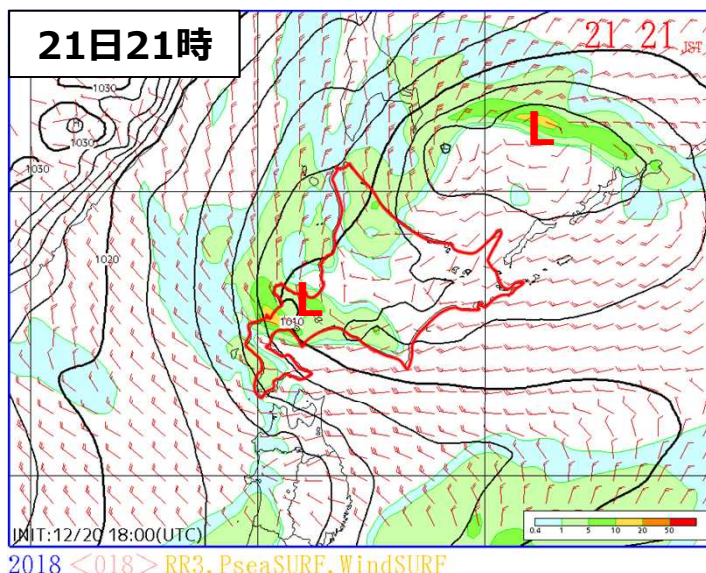 21日21時
21 21 JST
1030
1030
1030
1020
L
L
1010
INIT:12/20 18:00(UTC)
0.4 1 5 10 20 50
2018 <018> RR3,PseaSURF,WindSURF